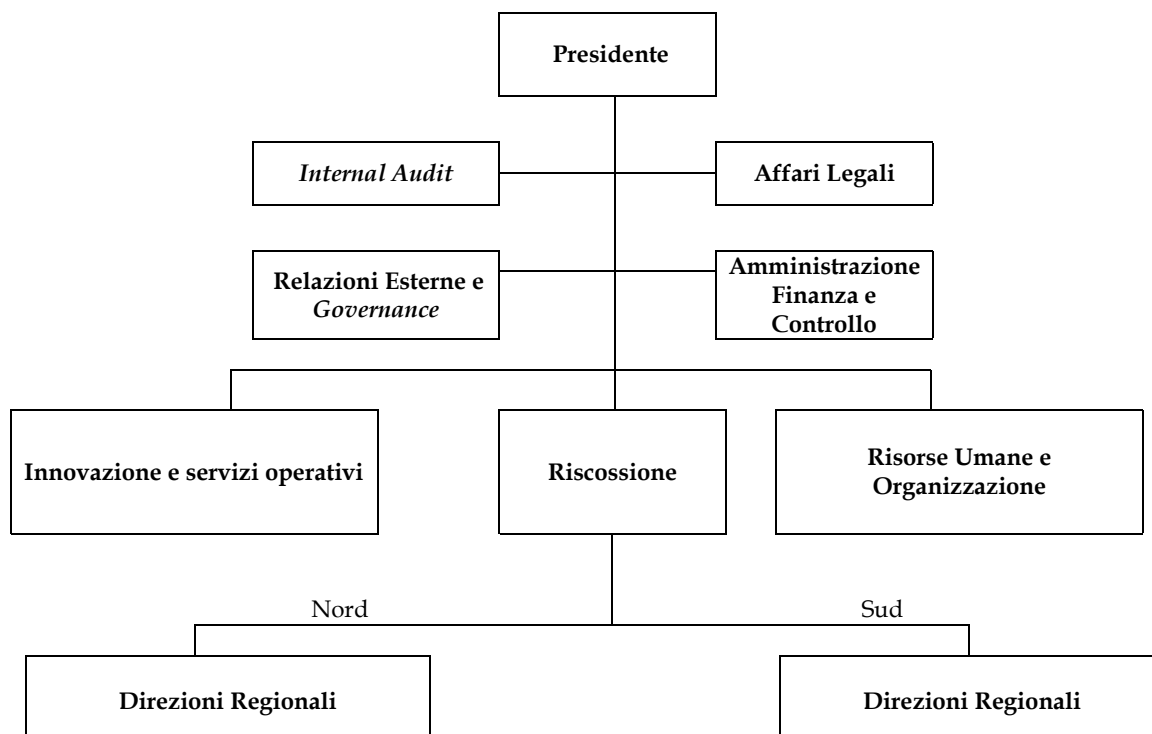 Presidente
Internal Audit
Affari Legali
Relazioni Esterne e
Governance
Amministrazione
Finanza e
Controllo
Innovazione e servizi operativi
Riscossione
Risorse Umane e
Organizzazione
Nord
Sud
Direzioni Regionali
Direzioni Regionali